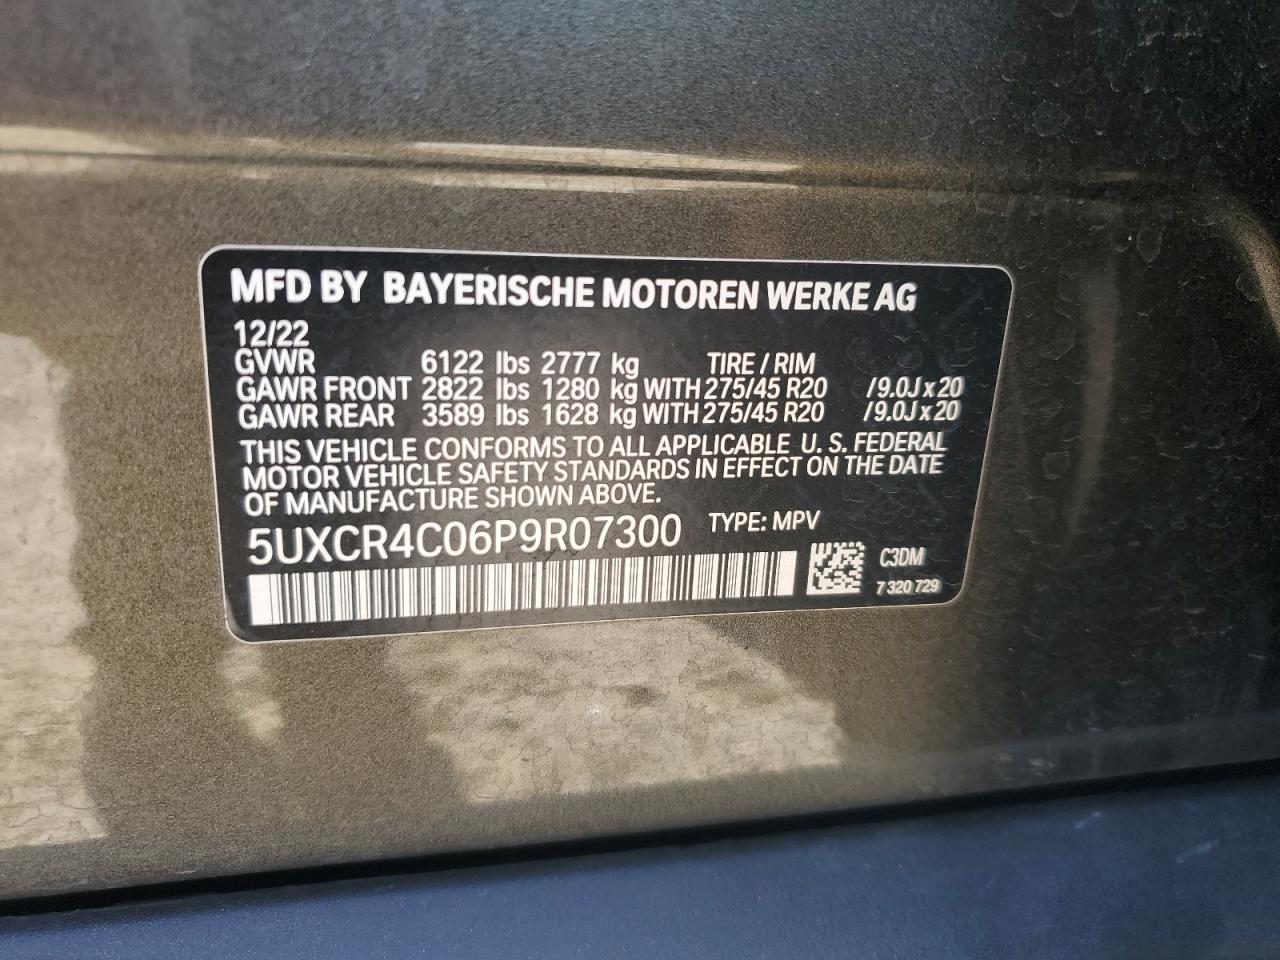 MFD BY BAYERISCHE MOTOREN WERKE AG
12/22
GVWR 6122 lbs 2777 kg TIRE / RIM
GAWR FRONT 2822 lbs 1280 kg WITH 275/45 R20 /9.0J x 20
GAWR REAR 3589 lbs 1628 kg WITH 275/45 R20 /9.0J x 20
THIS VEHICLE CONFORMS TO ALL APPLICABLE U. S. FEDERAL
MOTOR VEHICLE SAFETY STANDARDS IN EFFECT ON THE DATE
OF MANUFACTURE SHOWN ABOVE.
5UXCR4C06P9R07300 TYPE: MPV
C3DM
7 320 729